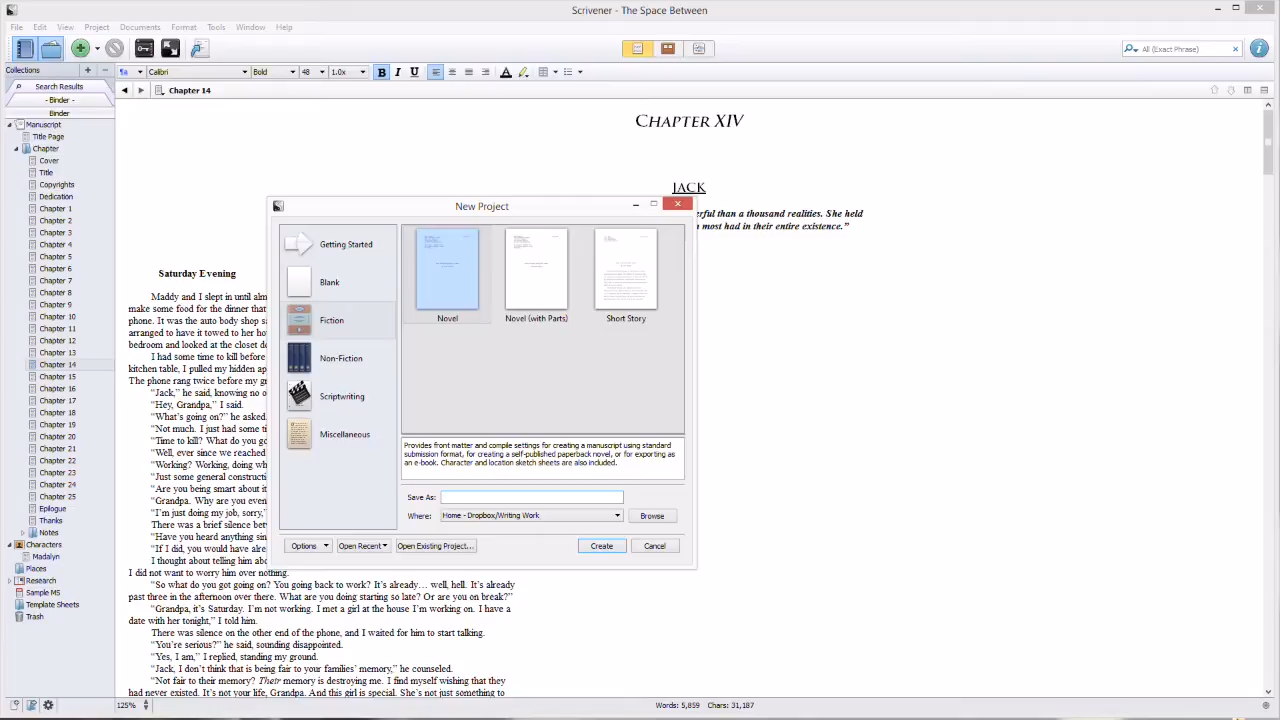 Scrivener - The Space Between
File Edit View Project Documents Format Tools Window Help
All (Exact Phrase)
Collections
Calibri Bold 48 1.0x B I U A
Search Results
- Binder -
Binder
Chapter 14
Manuscript
Title Page
Chapter
Cover
Title
Copyrights
Dedication
Chapter 1
Chapter 2
Chapter 3
Chapter 4
Chapter 5
Chapter 6
Chapter 7
Chapter 8
Chapter 9
Chapter 10
Chapter 11
Chapter 12
Chapter 13
Chapter 14
Chapter 15
Chapter 16
Chapter 17
Chapter 18
Chapter 19
Chapter 20
Chapter 21
Chapter 22
Chapter 23
Chapter 24
Chapter 25
Epilogue
Thanks
Notes
Characters
Madalyn
Places
Research
Sample MS
Template Sheets
Trash
CHAPTER XIV
JACK
erful than a thousand realities. She held
most had in their entire existence.”
Saturday Evening
Maddy and I slept in until
make some food for the dinner that
phone. It was the auto body shop
arranged to have it towed to her
bedroom and looked at the closet
I had some time to kill before
kitchen table, I pulled my hidden
The phone rang twice before my
“Jack,” he said, knowing no
“Hey, Grandpa,” I said.
“What’s going on?” he asked.
“Not much. I just had some
“Time to kill? What do you
“Well, ever since we reached
“Working? Working, doing
“Just some general
“Are you being smart about
“Grandpa. Why are you
“I’m just doing my job, sorry,”
There was a brief silence
“Have you heard anything
“If I did, you would have
I thought about telling him
I did not want to worry him over nothing.
“So what do you got going on? You going back to work? It’s already… well, hell. It’s already
past three in the afternoon over there. What are you doing starting so late? Or are you on break?”
“Grandpa, it’s Saturday. I’m not working. I met a girl at the house I’m working on. I have a
date with her tonight,” I told him.
There was silence on the other end of the phone, and I waited for him to start talking.
“You’re serious?” he said, sounding disappointed.
“Yes, I am,” I replied, standing my ground.
“Jack, I don’t think that is being fair to your families’ memory,” he counseled.
“Not fair to their memory? Their memory is destroying me. I find myself wishing that they
had never existed. It’s not your life, Grandpa. And this girl is special. She’s not just something to
New Project
Getting Started
Blank
Fiction
Non-Fiction
Scriptwriting
Miscellaneous
Novel
Novel (with Parts)
Short Story
Provides front matter and compile settings for creating a manuscript using standard
submission format, for creating a self-published paperback novel, or for exporting as
an e-book. Character and location sketch sheets are also included.
Save As:
Where: Home - Dropbox/Writing Work Browse
Options Open Recent Open Existing Project... Create Cancel
125% Words: 5,859 Chars: 31,187